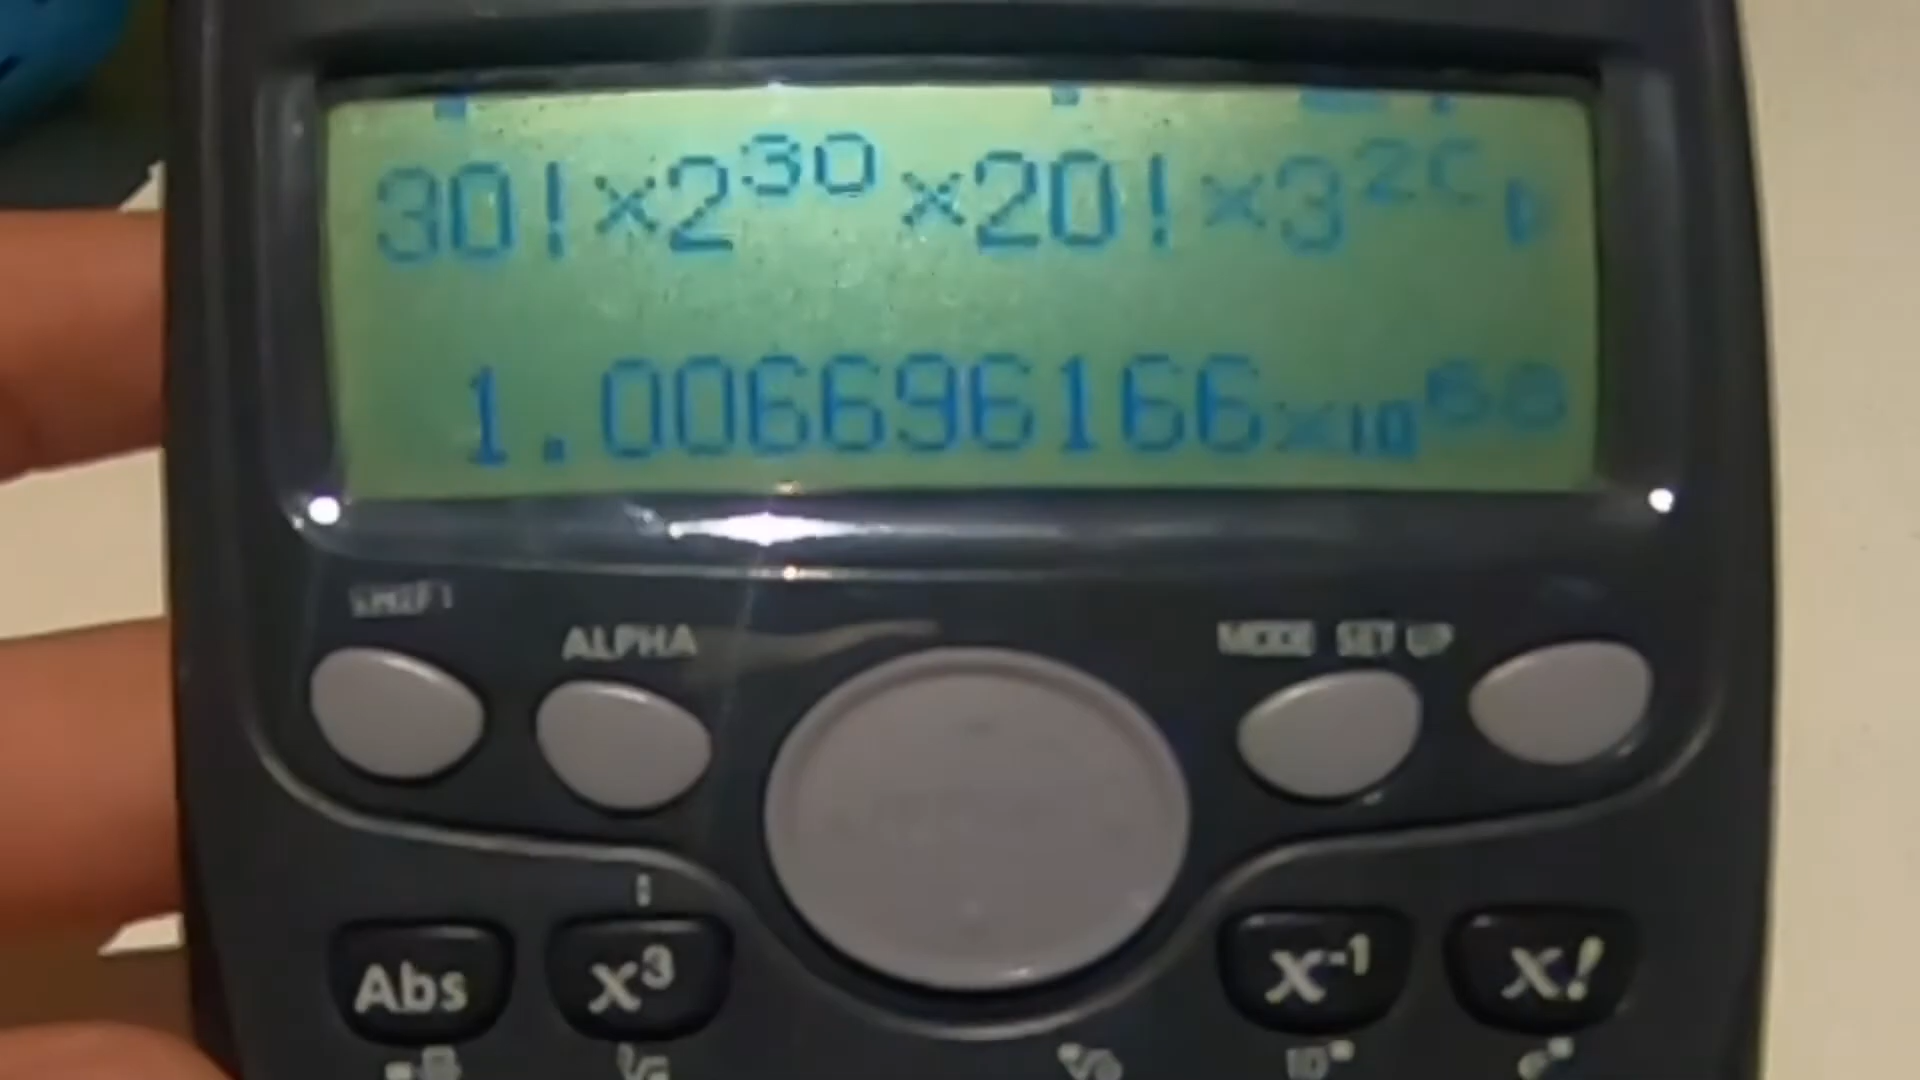 30!×2³⁰×20!×3²⁰
1.006696166×10⁶⁸
SHIFT
ALPHA
MODE SET UP
Abs x³ x⁻¹ x!